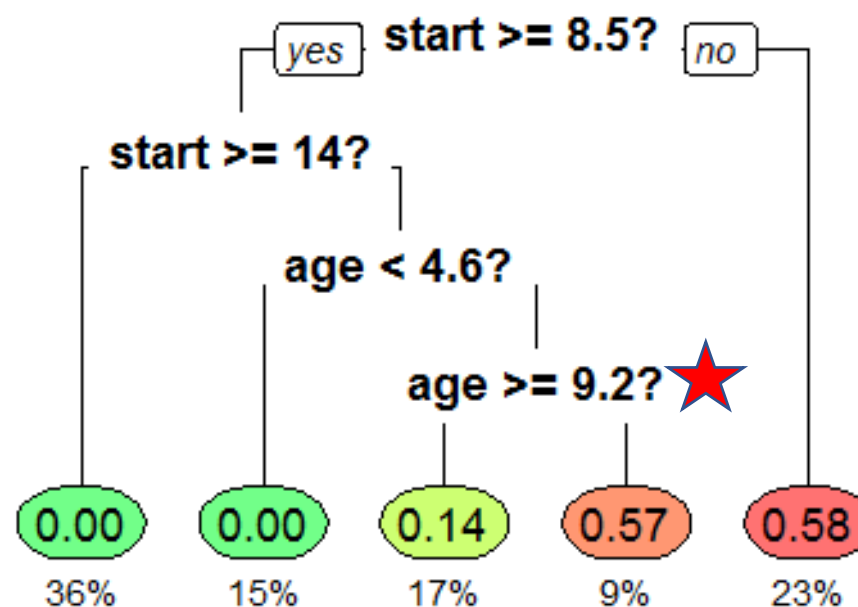 yes start >= 8.5? no
start >= 14?
age < 4.6?
age >= 9.2?
0.00 0.00 0.14 0.57 0.58
36% 15% 17% 9% 23%